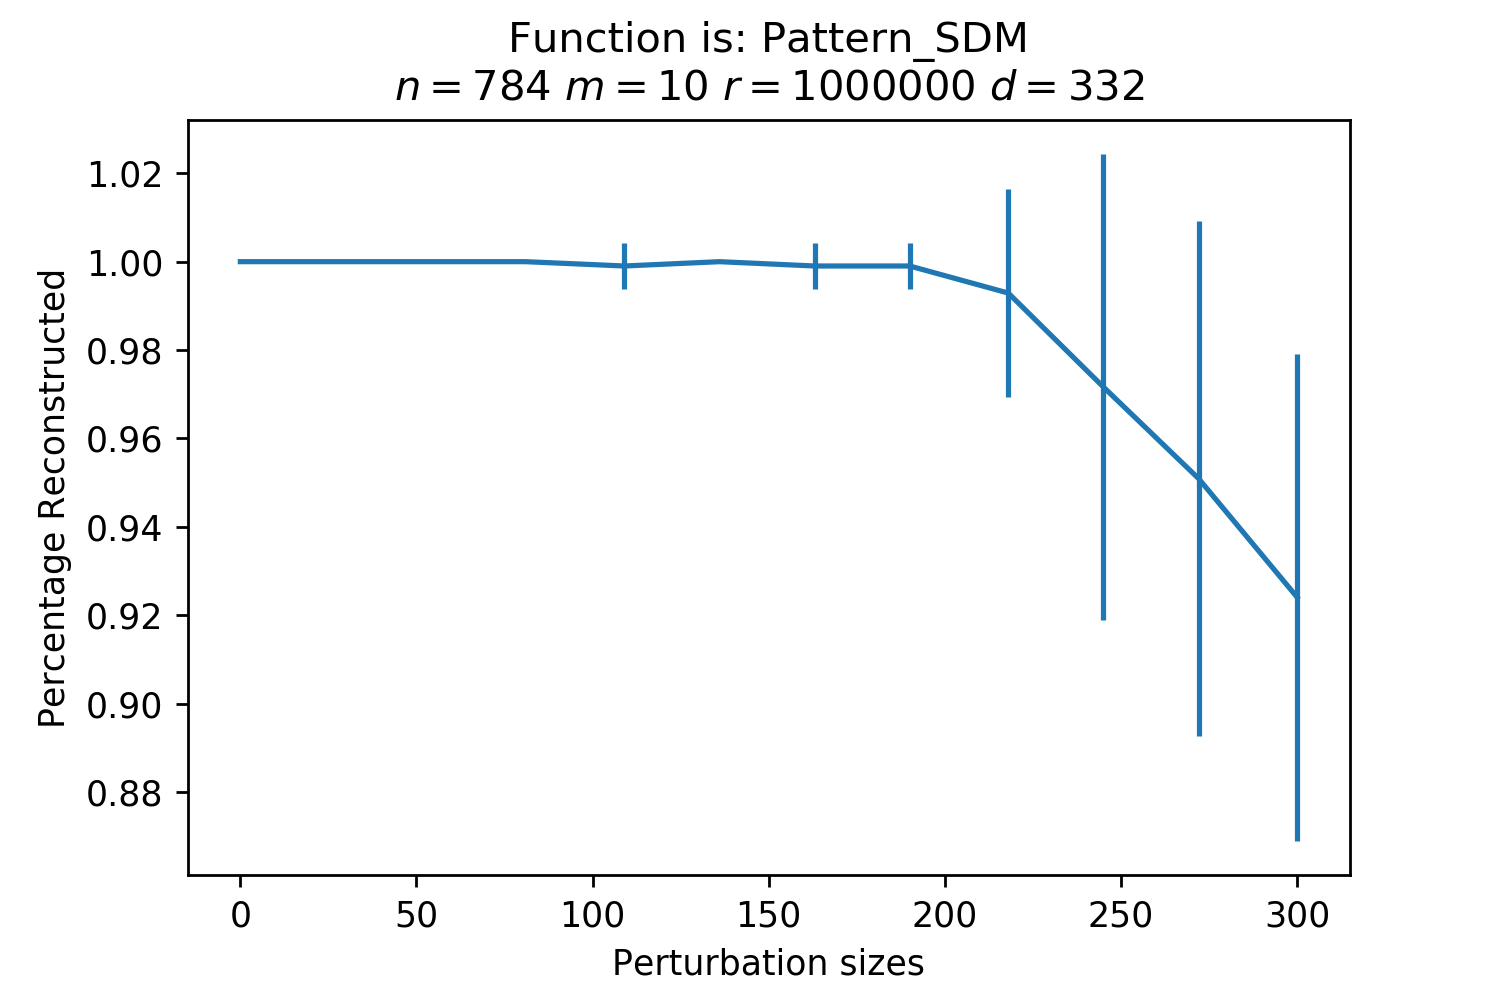 Function is: Pattern_SDM
n = 784 m = 10 r = 1000000 d = 332
Percentage Reconstructed
1.02
1.00
0.98
0.96
0.94
0.92
0.90
0.88
0 50 100 150 200 250 300
Perturbation sizes